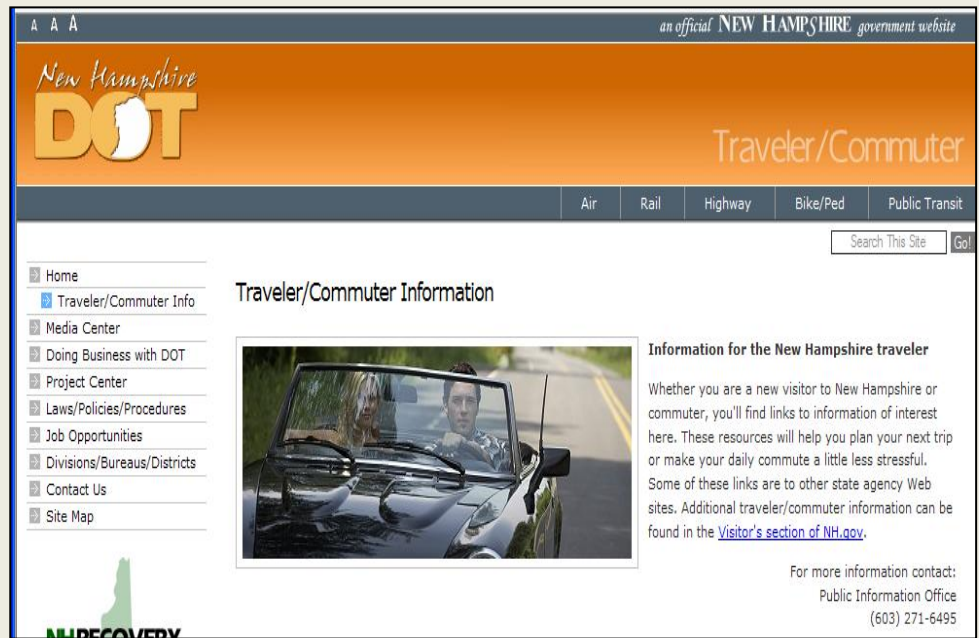 A A A
an official NEW HAMPSHIRE government website
New Hampshire
DOT
Traveler/Commuter
Air Rail Highway Bike/Ped Public Transit
Search This Site Go!
Home
Traveler/Commuter Info
Media Center
Doing Business with DOT
Project Center
Laws/Policies/Procedures
Job Opportunities
Divisions/Bureaus/Districts
Contact Us
Site Map
NH RECOVERY
Traveler/Commuter Information
Information for the New Hampshire traveler
Whether you are a new visitor to New Hampshire or
commuter, you'll find links to information of interest
here. These resources will help you plan your next trip
or make your daily commute a little less stressful.
Some of these links are to other state agency Web
sites. Additional traveler/commuter information can be
found in the Visitor's section of NH.gov.
For more information contact:
Public Information Office
(603) 271-6495